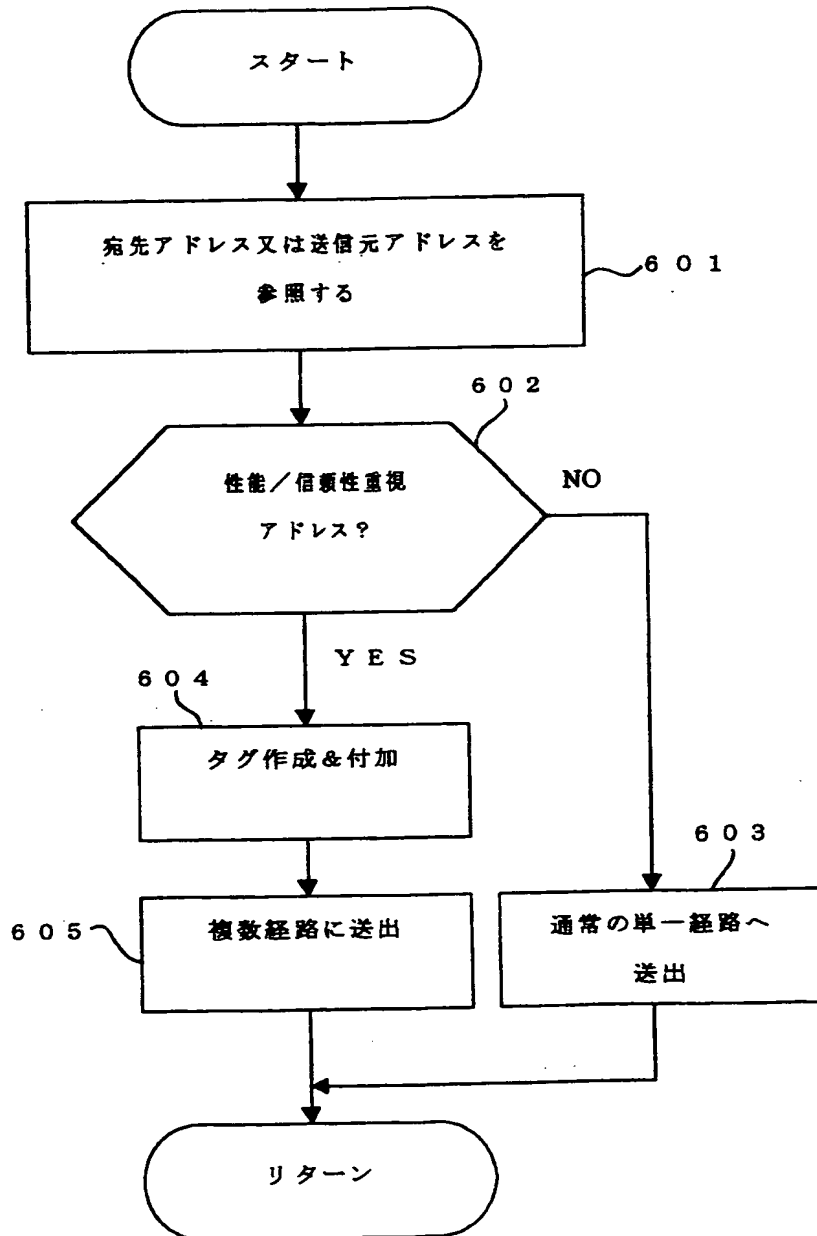 スタート
宛先アドレス又は送信元アドレスを
参照する
601
602
性能／信頼性重視
アドレス？
NO
YES
604
タグ作成＆付加
603
605
複数経路に送出
通常の単一経路へ
送出
リターン